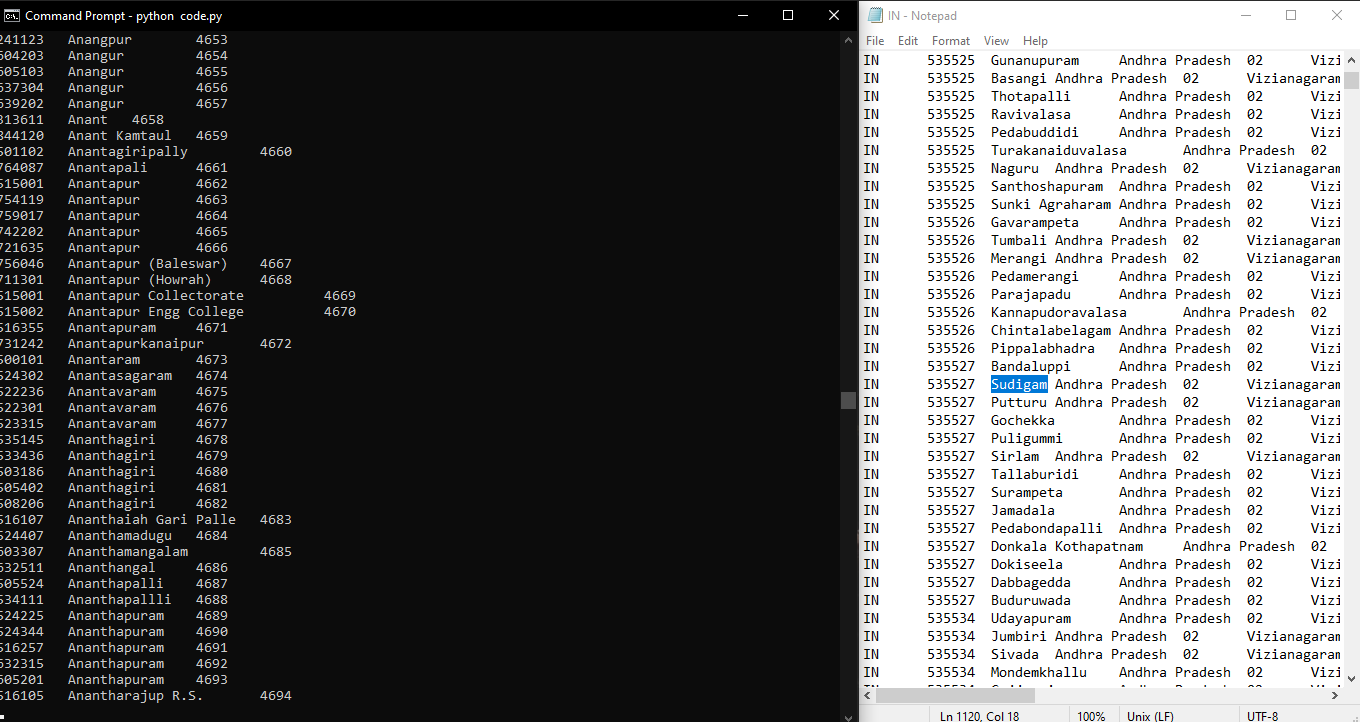 Command Prompt - python code.py
241123 Anangpur 4653
604203 Anangur 4654
605103 Anangur 4655
637304 Anangur 4656
639202 Anangur 4657
813611 Anant 4658
844120 Anant Kamtaul 4659
501102 Anantagiripally 4660
764087 Anantapali 4661
515001 Anantapur 4662
754119 Anantapur 4663
759017 Anantapur 4664
742202 Anantapur 4665
721635 Anantapur 4666
756046 Anantapur (Baleswar) 4667
711301 Anantapur (Howrah) 4668
515001 Anantapur Collectorate 4669
515002 Anantapur Engg College 4670
516355 Anantapuram 4671
731242 Anantapurkanaipur 4672
500101 Anantaram 4673
524302 Anantasagaram 4674
522236 Anantavaram 4675
522301 Anantavaram 4676
523315 Anantavaram 4677
535145 Ananthagiri 4678
533436 Ananthagiri 4679
503186 Ananthagiri 4680
505402 Ananthagiri 4681
508206 Ananthagiri 4682
516107 Ananthaiah Gari Palle 4683
524407 Ananthamadugu 4684
603307 Ananthamangalam 4685
632511 Ananthangal 4686
505524 Ananthapalli 4687
534111 Ananthapallli 4688
524225 Ananthapuram 4689
524344 Ananthapuram 4690
516257 Ananthapuram 4691
632315 Ananthapuram 4692
605201 Ananthapuram 4693
516105 Anantharajup R.S. 4694
IN - Notepad
File Edit Format View Help
IN 535525 Gunanupuram Andhra Pradesh 02 Vizi
IN 535525 Basangi Andhra Pradesh 02 Vizianagaram
IN 535525 Thotapalli Andhra Pradesh 02 Vizi
IN 535525 Ravivalasa Andhra Pradesh 02 Vizi
IN 535525 Pedabuddidi Andhra Pradesh 02 Vizi
IN 535525 Turakanaiduvalasa Andhra Pradesh 02
IN 535525 Naguru Andhra Pradesh 02 Vizianagaram
IN 535525 Santhoshapuram Andhra Pradesh 02 Vizi
IN 535525 Sunki Agraharam Andhra Pradesh 02 Vizi
IN 535526 Gavarampeta Andhra Pradesh 02 Vizi
IN 535526 Tumbali Andhra Pradesh 02 Vizianagaram
IN 535526 Merangi Andhra Pradesh 02 Vizianagaram
IN 535526 Pedamerangi Andhra Pradesh 02 Vizi
IN 535526 Parajapadu Andhra Pradesh 02 Vizi
IN 535526 Kannapudoravalasa Andhra Pradesh 02
IN 535526 Chintalabelagam Andhra Pradesh 02 Vizi
IN 535526 Pippalabhadra Andhra Pradesh 02 Vizi
IN 535527 Bandaluppi Andhra Pradesh 02 Vizi
IN 535527 Sudigam Andhra Pradesh 02 Vizianagaram
IN 535527 Putturu Andhra Pradesh 02 Vizianagaram
IN 535527 Gochekka Andhra Pradesh 02 Vizi
IN 535527 Puligummi Andhra Pradesh 02 Vizi
IN 535527 Sirlam Andhra Pradesh 02 Vizianagaram
IN 535527 Tallaburidi Andhra Pradesh 02 Vizi
IN 535527 Surampeta Andhra Pradesh 02 Vizi
IN 535527 Jamadala Andhra Pradesh 02 Vizi
IN 535527 Pedabondapalli Andhra Pradesh 02 Vizi
IN 535527 Donkala Kothapatnam Andhra Pradesh 02
IN 535527 Dokiseela Andhra Pradesh 02 Vizi
IN 535527 Dabbagedda Andhra Pradesh 02 Vizi
IN 535527 Buduruwada Andhra Pradesh 02 Vizi
IN 535534 Udayapuram Andhra Pradesh 02 Vizi
IN 535534 Jumbiri Andhra Pradesh 02 Vizianagaram
IN 535534 Sivada Andhra Pradesh 02 Vizianagaram
IN 535534 Mondemkhallu Andhra Pradesh 02 Vizi
Ln 1120, Col 18 100% Unix (LF) UTF-8